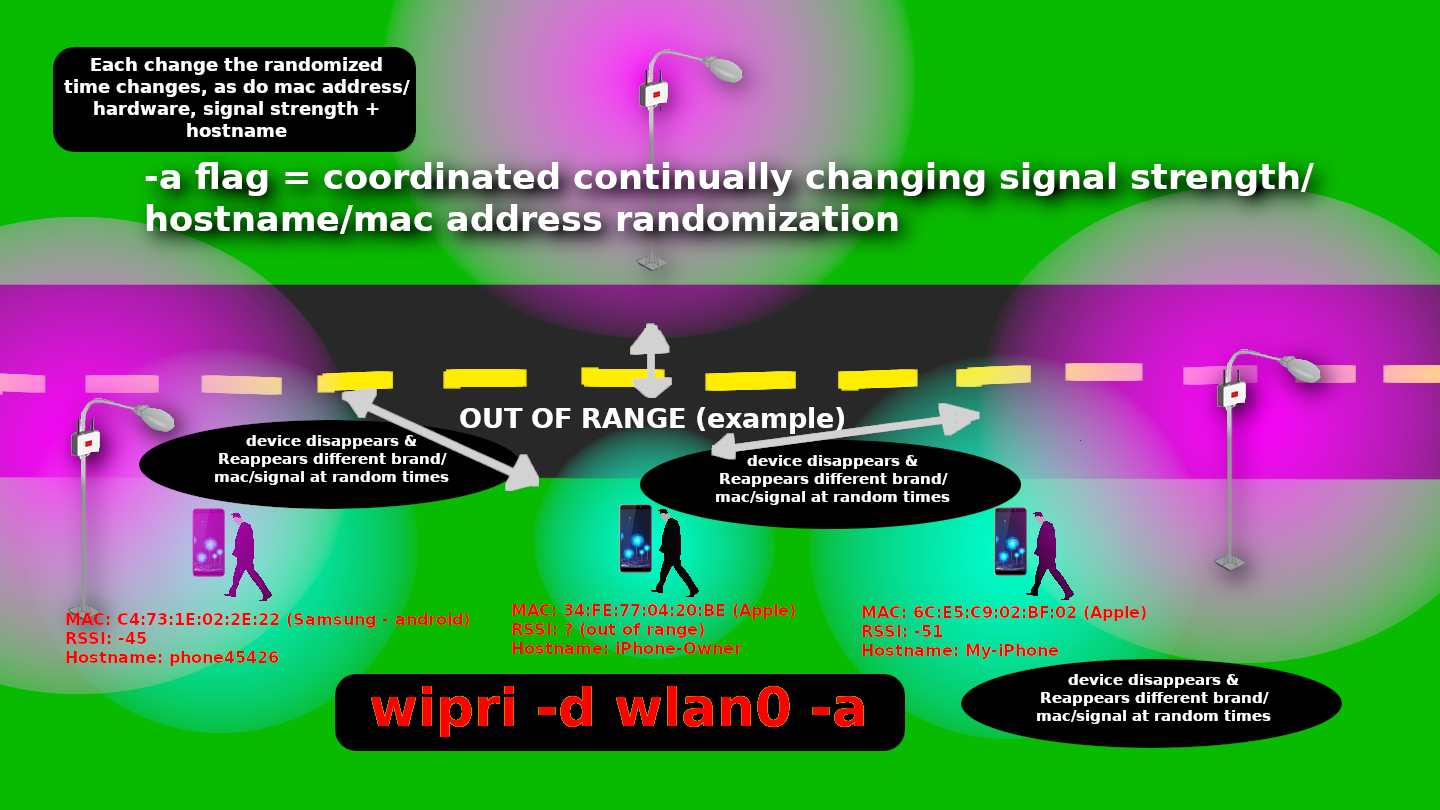 Each change the randomized
time changes, as do mac address/
hardware, signal strength +
hostname
-a flag = coordinated continually changing signal strength/
hostname/mac address randomization
OUT OF RANGE (example)
device disappears &
Reappears different brand/
mac/signal at random times
device disappears &
Reappears different brand/
mac/signal at random times
MAC: C4:73:1E:02:2E:22 (Samsung - android)
RSSI: -45
Hostname: phone45426
MAC: 34:FE:77:04:20:BE (Apple)
RSSI: ? (out of range)
Hostname: iPhone-Owner
MAC: 6C:E5:C9:02:BF:02 (Apple)
RSSI: -51
Hostname: My-iPhone
device disappears &
Reappears different brand/
mac/signal at random times
wipri -d wlan0 -a